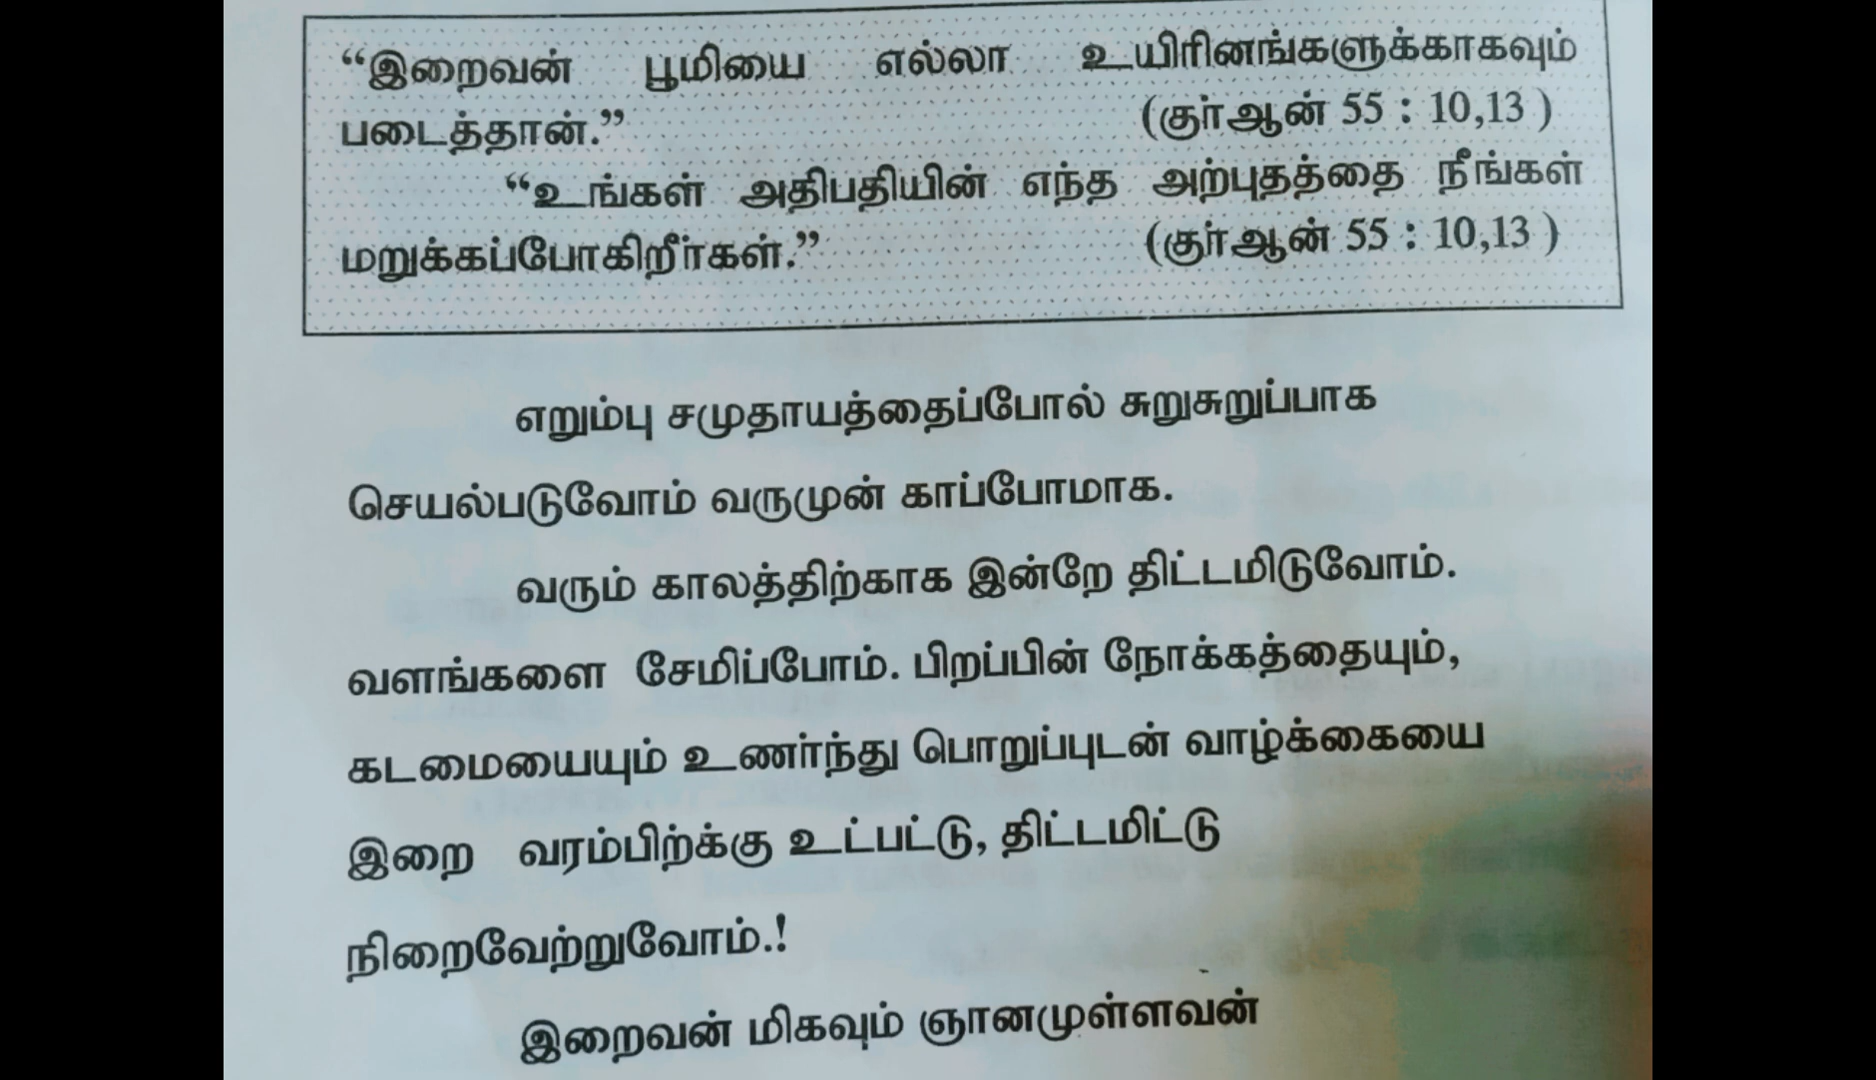 “இறைவன் பூமியை எல்லா உயிரினங்களுக்காகவும்
படைத்தான்.” (குர்ஆன் 55 : 10,13 )
“உங்கள் அதிபதியின் எந்த அற்புதத்தை நீங்கள்
மறுக்கப்போகிறீர்கள்.” (குர்ஆன் 55 : 10,13 )
எறும்பு சமுதாயத்தைப்போல் சுறுசுறுப்பாக
செயல்படுவோம் வருமுன் காப்போமாக.
வரும் காலத்திற்காக இன்றே திட்டமிடுவோம்.
வளங்களை சேமிப்போம். பிறப்பின் நோக்கத்தையும்,
கடமையையும் உணர்ந்து பொறுப்புடன் வாழ்க்கையை
இறை வரம்பிற்க்கு உட்பட்டு, திட்டமிட்டு
நிறைவேற்றுவோம்.!
இறைவன் மிகவும் ஞானமுள்ளவன்